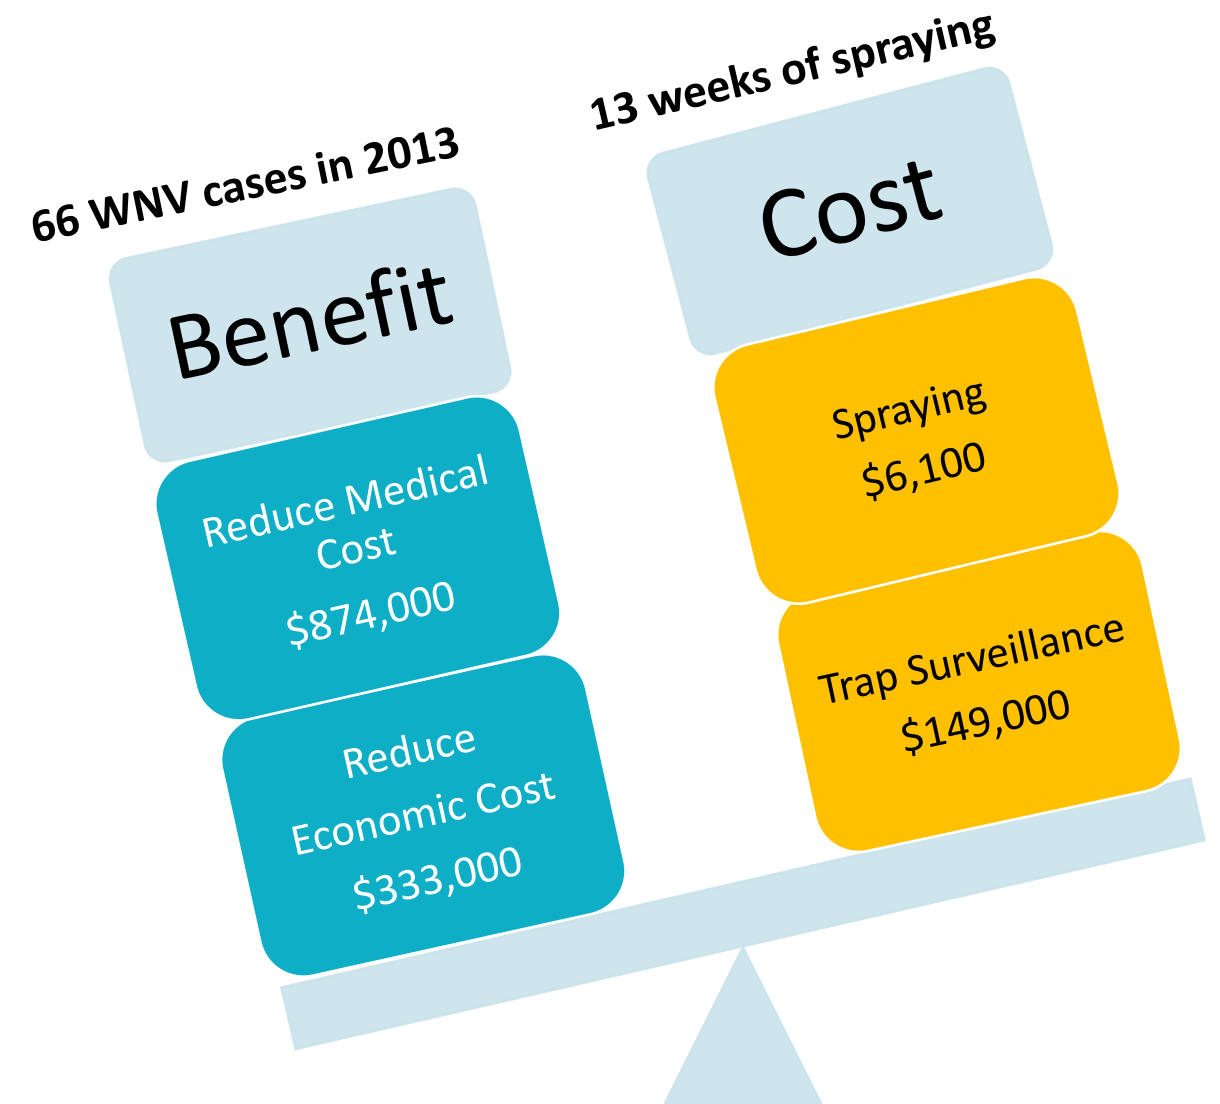 66 WNV cases in 2013
Benefit
Reduce Medical
Cost
$874,000
Reduce
Economic Cost
$333,000
13 weeks of spraying
Cost
Spraying
$6,100
Trap Surveillance
$149,000